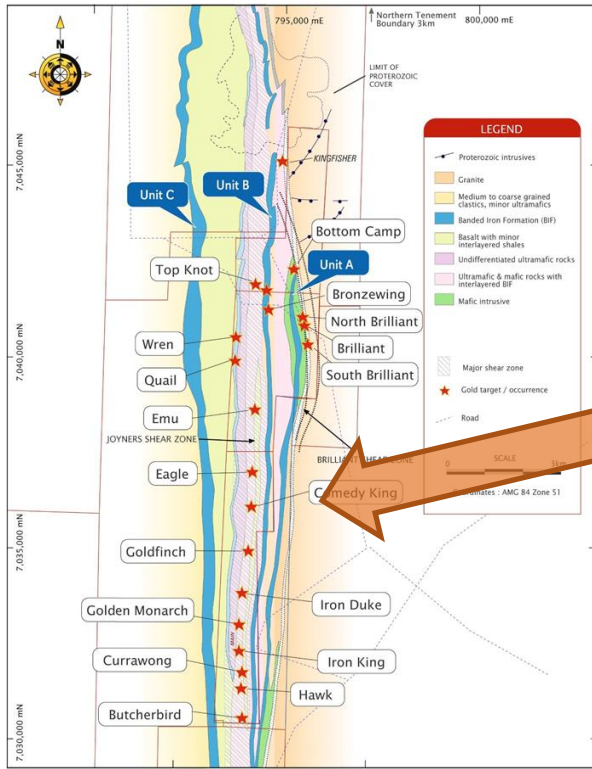 795,000 mE
800,000 mE
Northern Tenement
Boundary 3km
N
LIMIT OF
PROTEROZOIC
COVER
7,045,000 mN
KINGFISHER
Unit C
Unit B
Bottom Camp
Unit A
Top Knot
Bronzewing
North Brilliant
7,040,000 mN
Wren
Brilliant
Quail
South Brilliant
Emu
JOYNERS SHEAR ZONE
BRILLIANT SHEAR ZONE
Eagle
Comedy King
7,035,000 mN
Goldfinch
Golden Monarch
Iron Duke
MAIN
Currawong
Iron King
Hawk
Butcherbird
7,030,000 mN
LEGEND
Proterozoic intrusives
Granite
Medium to coarse grained
clastics, minor ultramafics
Banded Iron Formation (BIF)
Basalt with minor
interlayered shales
Undifferentiated ultramafic rocks
Ultramafic & mafic rocks with
interlayered BIF
Mafic intrusive
Major shear zone
Gold target / occurrence
Road
SCALE
0
3km
Coordinates : AMG 84 Zone 51